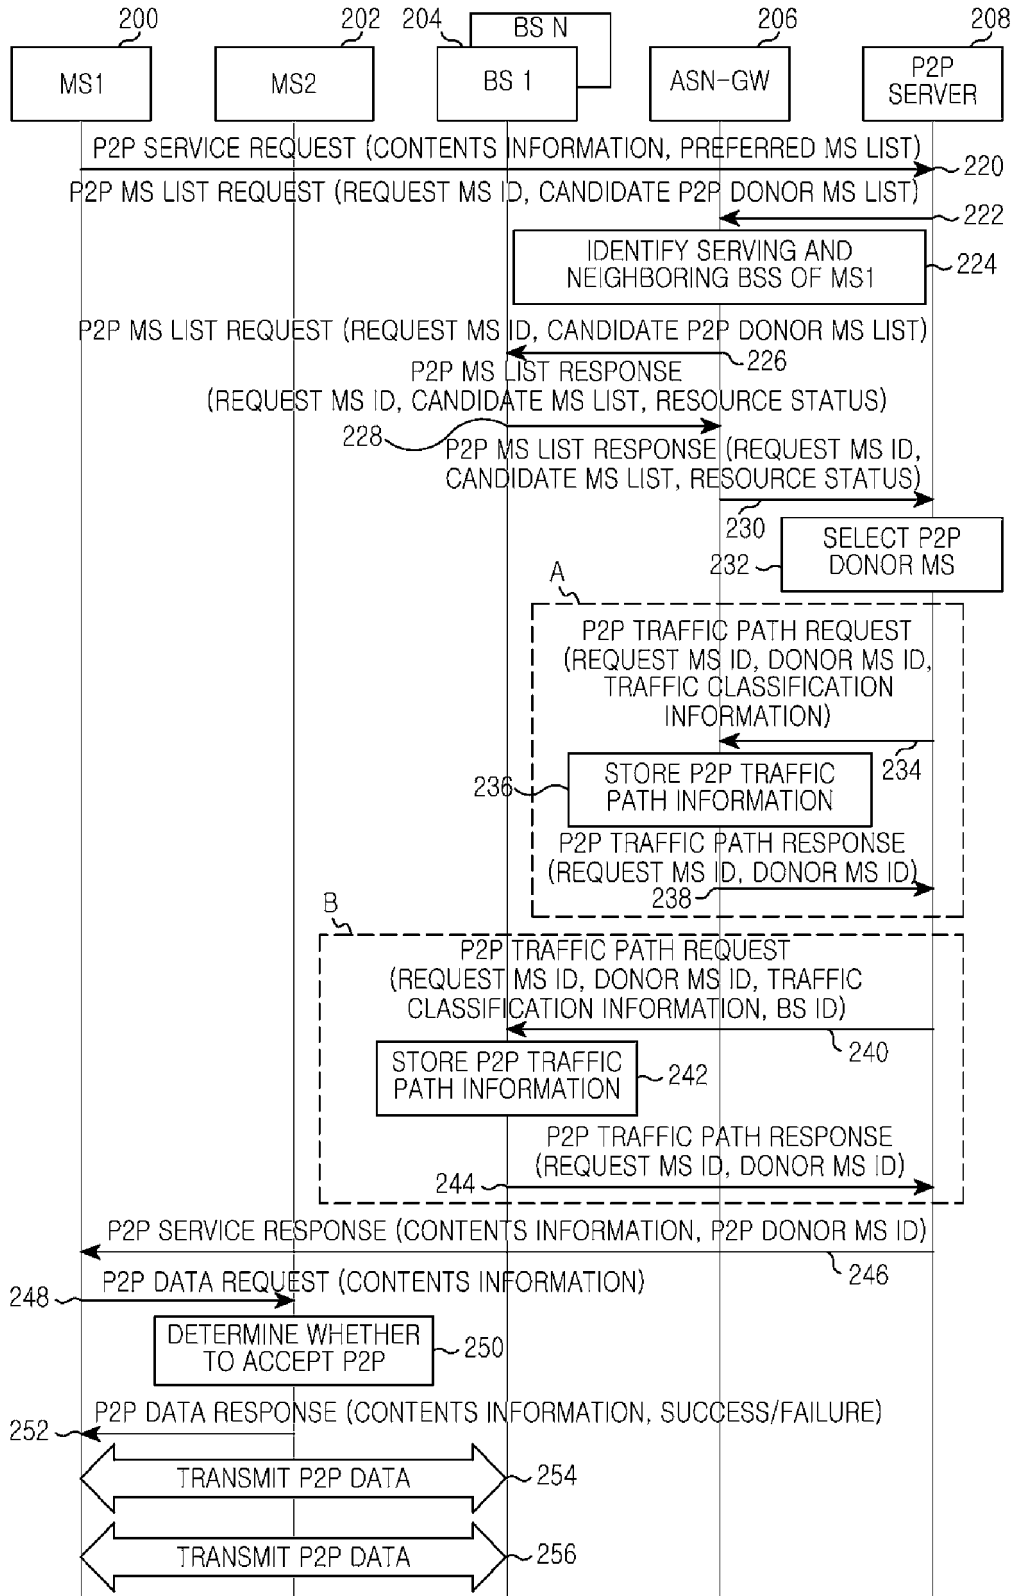 200
202
204
BS N
206
208
MS1
MS2
BS 1
ASN-GW
P2P
SERVER
P2P SERVICE REQUEST (CONTENTS INFORMATION, PREFERRED MS LIST)
220
P2P MS LIST REQUEST (REQUEST MS ID, CANDIDATE P2P DONOR MS LIST)
222
IDENTIFY SERVING AND
NEIGHBORING BSS OF MS1
224
P2P MS LIST REQUEST (REQUEST MS ID, CANDIDATE P2P DONOR MS LIST)
226
P2P MS LIST RESPONSE
(REQUEST MS ID, CANDIDATE MS LIST, RESOURCE STATUS)
228
P2P MS LIST RESPONSE (REQUEST MS ID,
CANDIDATE MS LIST, RESOURCE STATUS)
230
SELECT P2P
DONOR MS
232
A
P2P TRAFFIC PATH REQUEST
(REQUEST MS ID, DONOR MS ID,
TRAFFIC CLASSIFICATION
INFORMATION)
234
236
STORE P2P TRAFFIC
PATH INFORMATION
P2P TRAFFIC PATH RESPONSE
(REQUEST MS ID, DONOR MS ID)
238
B
P2P TRAFFIC PATH REQUEST
(REQUEST MS ID, DONOR MS ID, TRAFFIC
CLASSIFICATION INFORMATION, BS ID)
240
STORE P2P TRAFFIC
PATH INFORMATION
242
P2P TRAFFIC PATH RESPONSE
(REQUEST MS ID, DONOR MS ID)
244
P2P SERVICE RESPONSE (CONTENTS INFORMATION, P2P DONOR MS ID)
246
P2P DATA REQUEST (CONTENTS INFORMATION)
248
DETERMINE WHETHER
TO ACCEPT P2P
250
P2P DATA RESPONSE (CONTENTS INFORMATION, SUCCESS/FAILURE)
252
TRANSMIT P2P DATA
254
TRANSMIT P2P DATA
256